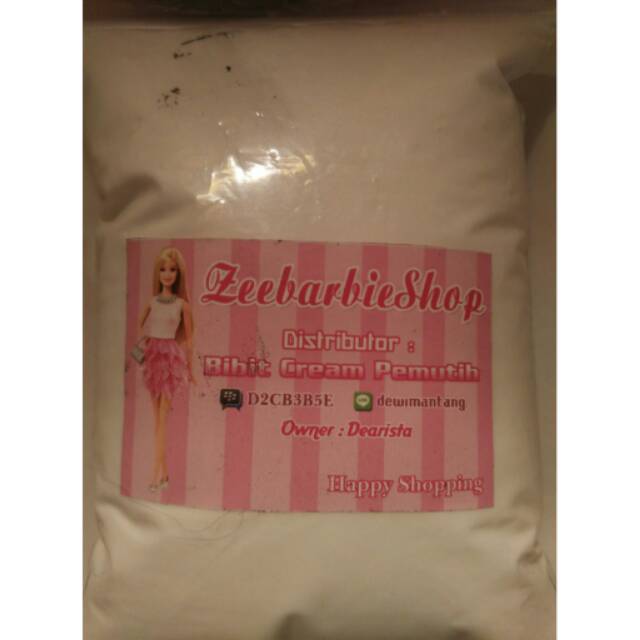 ZeebarbieShop
Distributor :
Bibit Cream Pemutih
D2CB3B5E dewimantang
Owner : Dearista
Happy Shopping